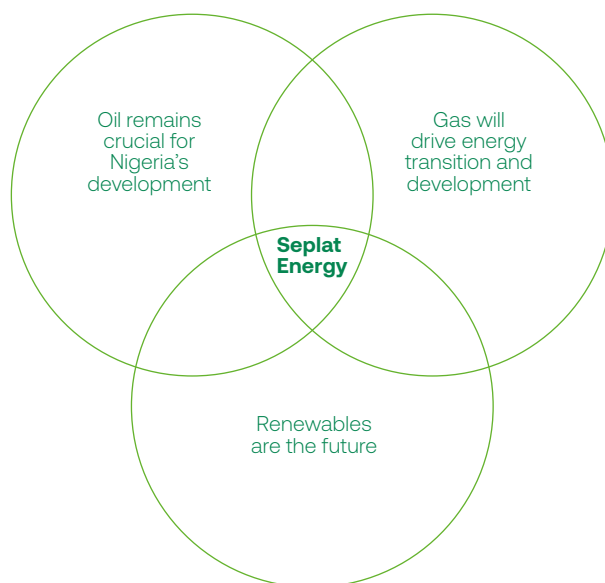 Oil remains
crucial for
Nigeria's
development
Gas will
drive energy
transition and
development
Seplat
Energy
Renewables
are the future